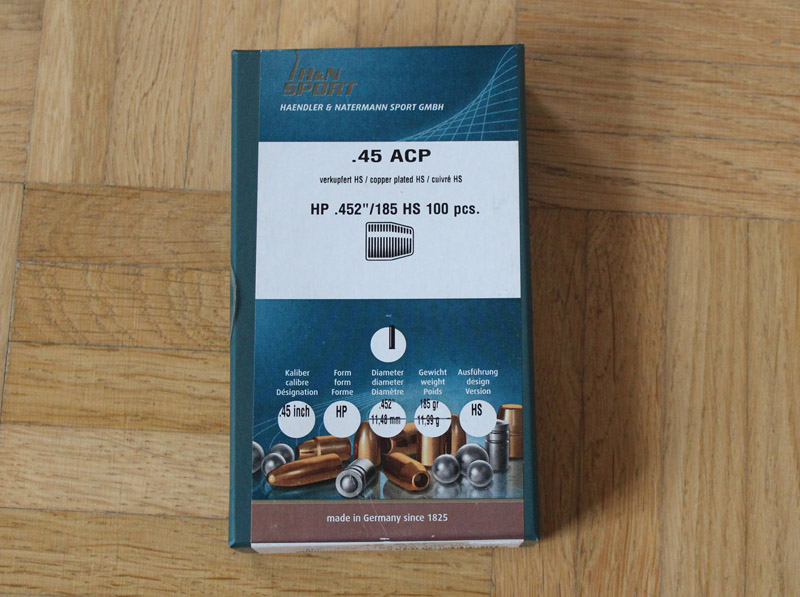 H&N
SPORT
HAENDLER & NATERMANN SPORT GMBH
.45 ACP
verkupfert HS / copper plated HS / cuivré HS
HP .452"/185 HS 100 pcs.
Kaliber
calibre
Désignation
Form
form
Forme
Diameter
diameter
Diamètre
Gewicht
weight
Poids
Ausführung
design
Version
.45 inch
HP
.452
11,48 mm
185 gr
11,99 g
HS
made in Germany since 1825